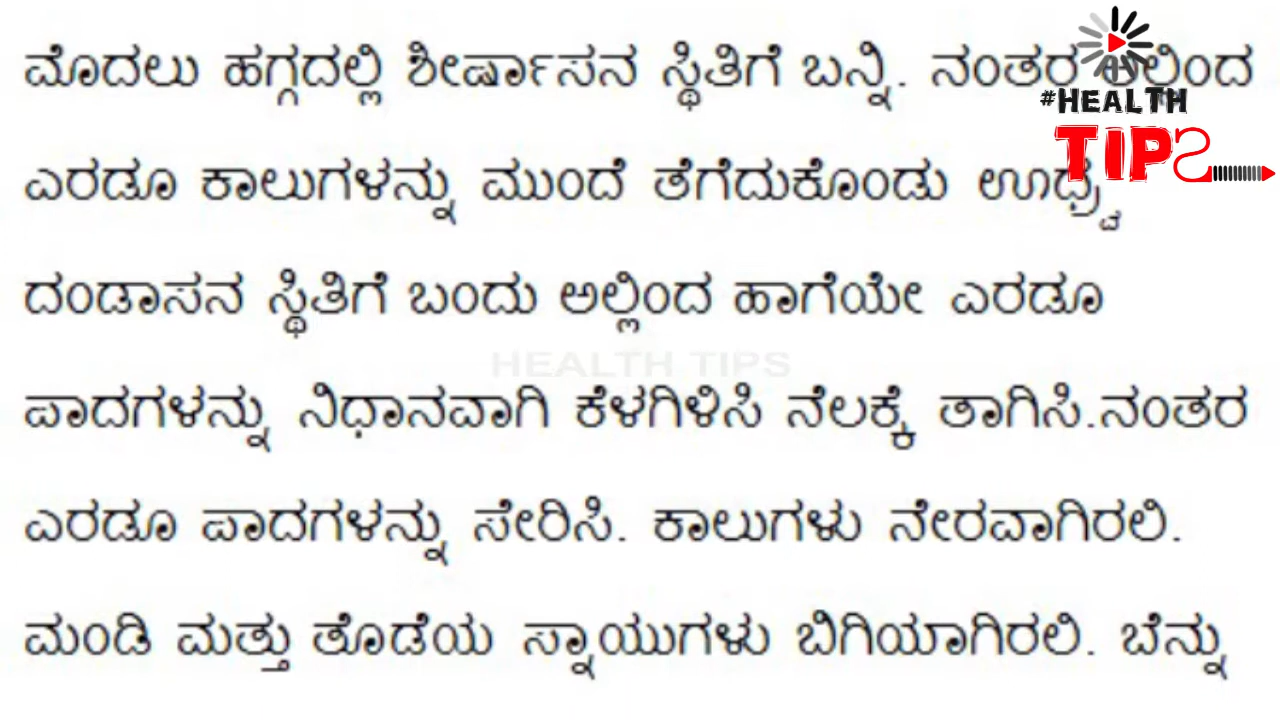 ಮೊದಲು ಹಗ್ಗದಲ್ಲಿ ಶೀರ್ಷಾಸನ ಸ್ಥಿತಿಗೆ ಬನ್ನಿ. ನಂತರ
#HEALTH
TIPS
ಎರಡೂ ಕಾಲುಗಳನ್ನು ಮುಂದೆ ತೆಗೆದುಕೊಂಡು ಊರ್ಧ್ವ
ದಂಡಾಸನ ಸ್ಥಿತಿಗೆ ಬಂದು ಅಲ್ಲಿಂದ ಹಾಗೆಯೇ ಎರಡೂ
HEALTH TIPS
ಪಾದಗಳನ್ನು ನಿಧಾನವಾಗಿ ಕೆಳಗಿಳಿಸಿ ನೆಲಕ್ಕೆ ತಾಗಿಸಿ.ನಂತರ
ಎರಡೂ ಪಾದಗಳನ್ನು ಸೇರಿಸಿ. ಕಾಲುಗಳು ನೇರವಾಗಿರಲಿ.
ಮಂಡಿ ಮತ್ತು ತೊಡೆಯ ಸ್ನಾಯುಗಳು ಬಿಗಿಯಾಗಿರಲಿ. ಬೆನ್ನು